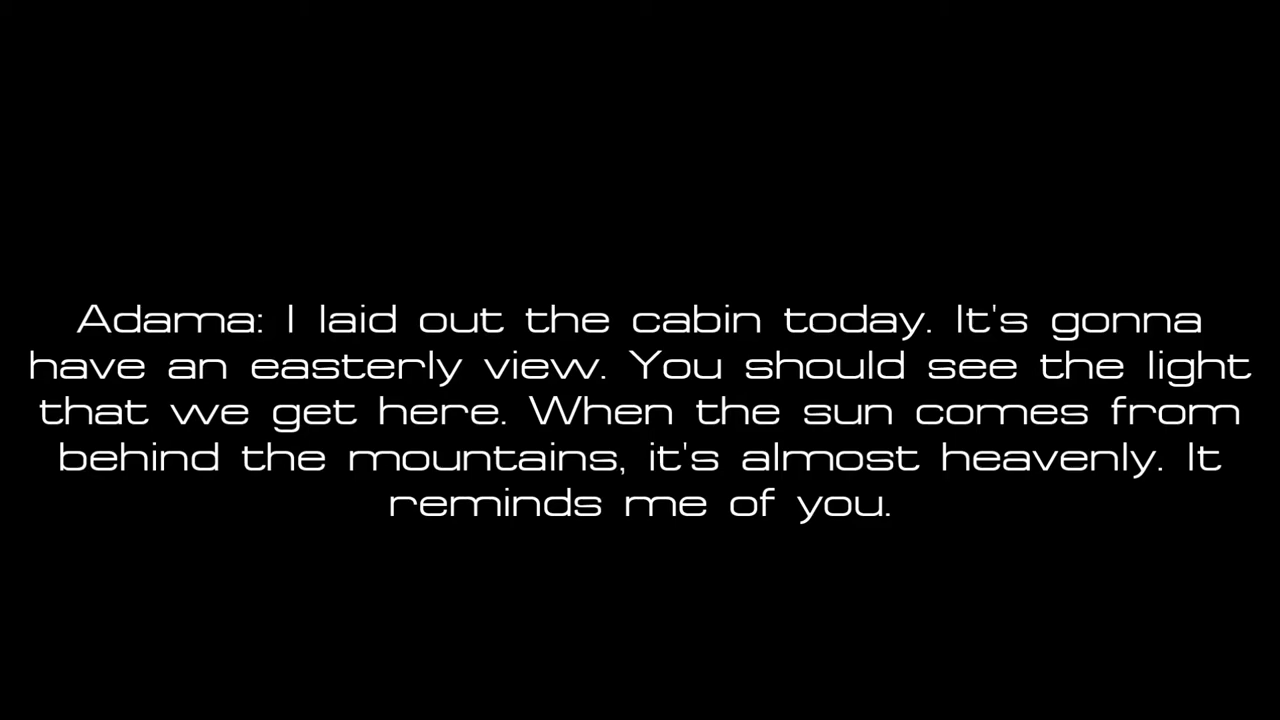 Adama: I laid out the cabin today. It's gonna
have an easterly view. You should see the light
that we get here. When the sun comes from
behind the mountains, it's almost heavenly. It
reminds me of you.